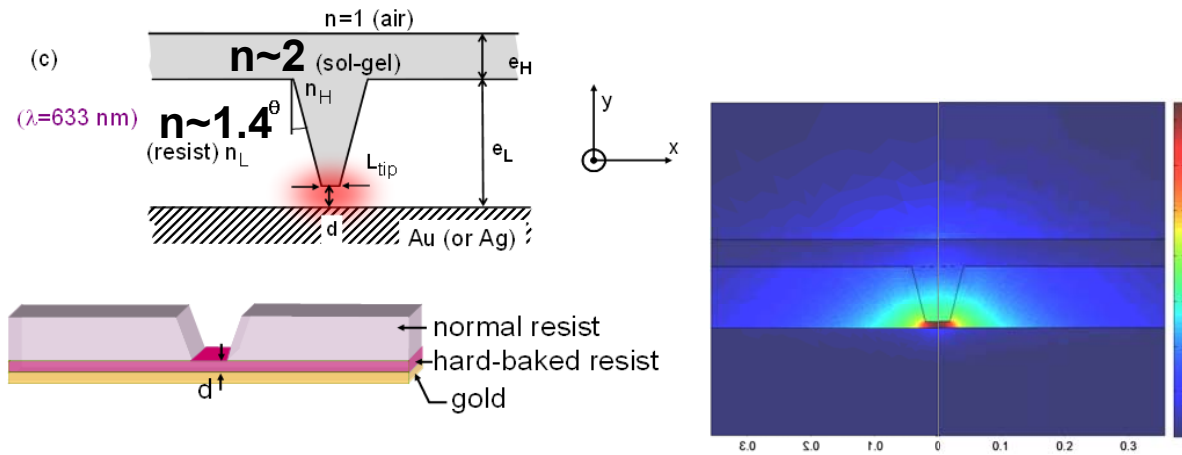 n=1 (air)
(c)
n~2 (sol-gel)
e_H
n_H
θ
(λ=633 nm)
n~1.4
(resist) n_L
e_L
L_tip
y
x
d
Au (or Ag)
normal resist
hard-baked resist
d
gold
0.3 0.2 0.1 0 0.1 0.2 0.3